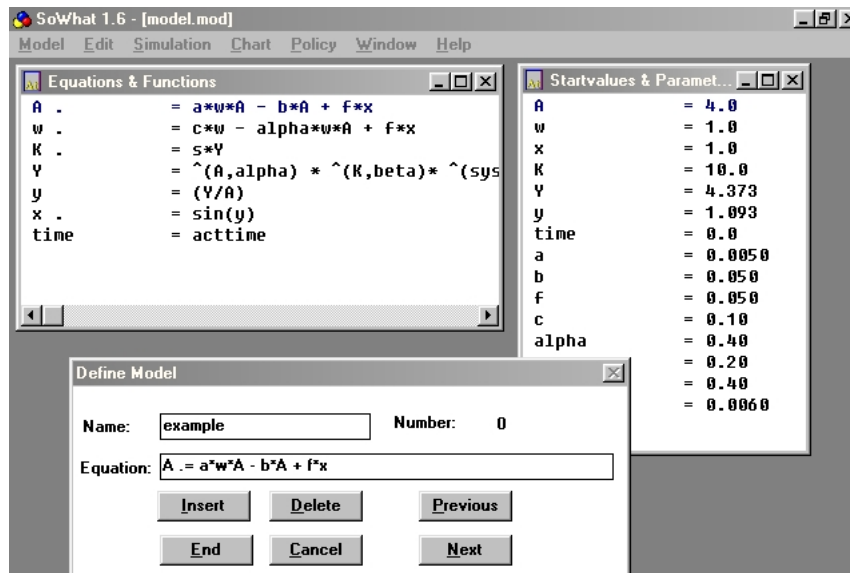 SoWhat 1.6 - [model.mod]
Model Edit Simulation Chart Policy Window Help
Equations & Functions
A . = a*w*A - b*A + f*x
w . = c*w - alpha*w*A + f*x
K . = s*Y
Y = ^(A,alpha) * ^(K,beta)* ^(sys
y = (Y/A)
x . = sin(y)
time = acttime
Startvalues & Paramet...
A = 4.0
w = 1.0
x = 1.0
K = 10.0
Y = 4.373
y = 1.093
time = 0.0
a = 0.0050
b = 0.050
f = 0.050
c = 0.10
alpha = 0.40
= 0.20
= 0.40
= 0.0060
Define Model
Name: example Number: 0
Equation: A .= a*w*A - b*A + f*x
Insert Delete Previous
End Cancel Next